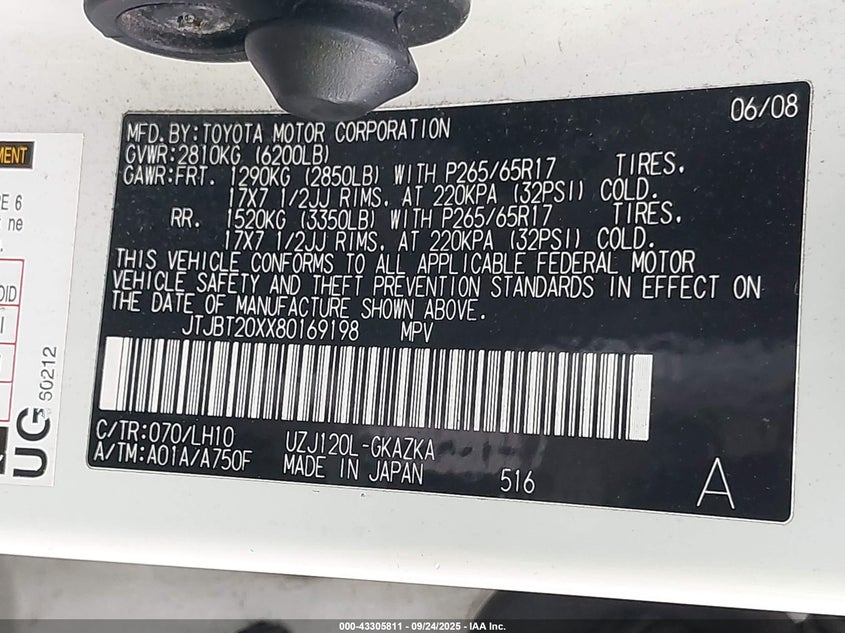 06/08
MFD.BY:TOYOTA MOTOR CORPORATION
GVWR:2810KG (6200LB)
GAWR:FRT. 1290KG (2850LB) WITH P265/65R17 TIRES.
17X7 1/2JJ RIMS. AT 220KPA (32PSI) COLD.
RR. 1520KG (3350LB) WITH P265/65R17 TIRES.
17X7 1/2JJ RIMS. AT 220KPA (32PSI) COLD.
THIS VEHICLE CONFORMS TO ALL APPLICABLE FEDERAL MOTOR
VEHICLE SAFETY AND THEFT PREVENTION STANDARDS IN EFFECT ON
THE DATE OF MANUFACTURE SHOWN ABOVE.
JTJBT20XX80169198 MPV
C/TR:070/LH10 UZJ120L-GKAZKA
A/TM:A01A/A750F MADE IN JAPAN 516
A
UG
60212
000-43305811 - 09/24/2025 - IAA Inc.